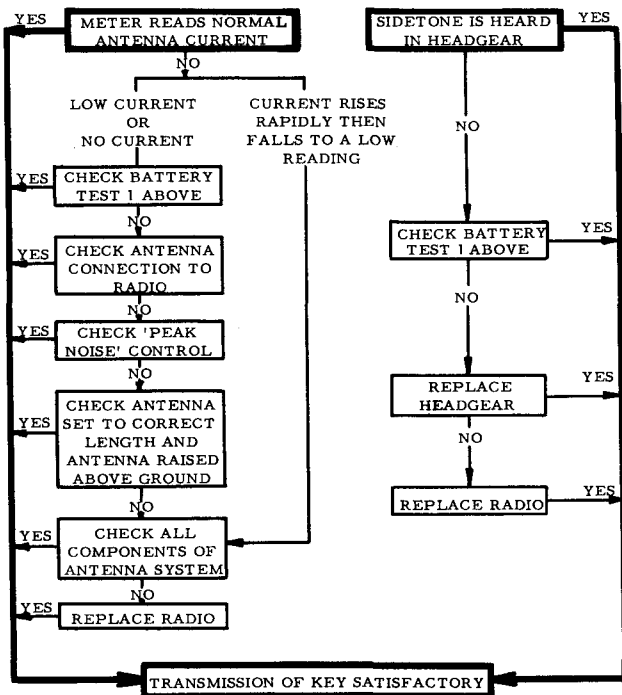 YES
METER READS NORMAL
ANTENNA CURRENT
NO
LOW CURRENT
OR
NO CURRENT
CURRENT RISES
RAPIDLY THEN
FALLS TO A LOW
READING
YES
CHECK BATTERY
TEST 1 ABOVE
NO
YES
CHECK ANTENNA
CONNECTION TO
RADIO
NO
YES
CHECK 'PEAK
NOISE' CONTROL
NO
YES
CHECK ANTENNA
SET TO CORRECT
LENGTH AND
ANTENNA RAISED
ABOVE GROUND
NO
YES
CHECK ALL
COMPONENTS OF
ANTENNA SYSTEM
NO
YES
REPLACE RADIO
SIDETONE IS HEARD
IN HEADGEAR
YES
NO
CHECK BATTERY
TEST 1 ABOVE
YES
NO
REPLACE
HEADGEAR
YES
NO
REPLACE RADIO
YES
TRANSMISSION OF KEY SATISFACTORY